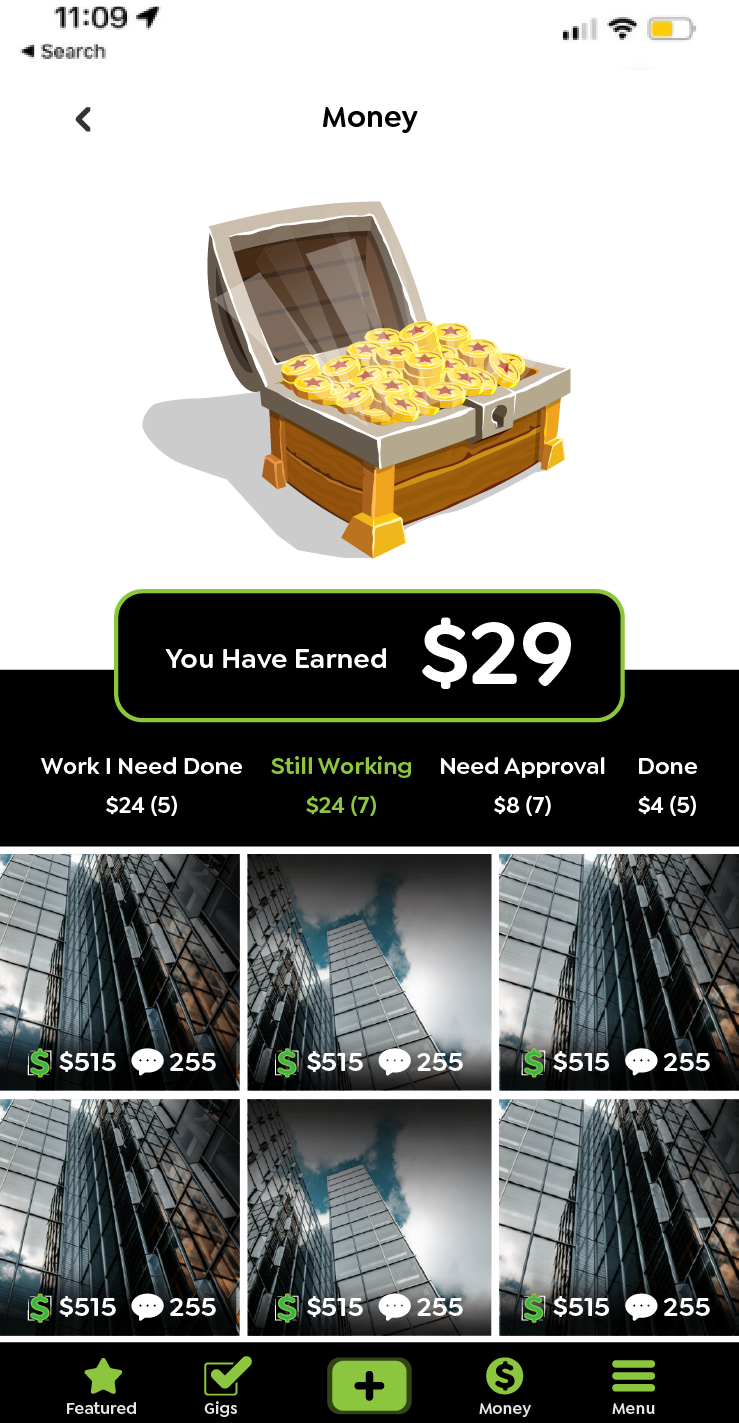 11:09
Search
Money
You Have Earned $29
Work I Need Done Still Working Need Approval Done
$24 (5) $24 (7) $8 (7) $4 (5)
$515 255 $515 255 $515 255
$515 255 $515 255 $515 255
Featured Gigs Money Menu